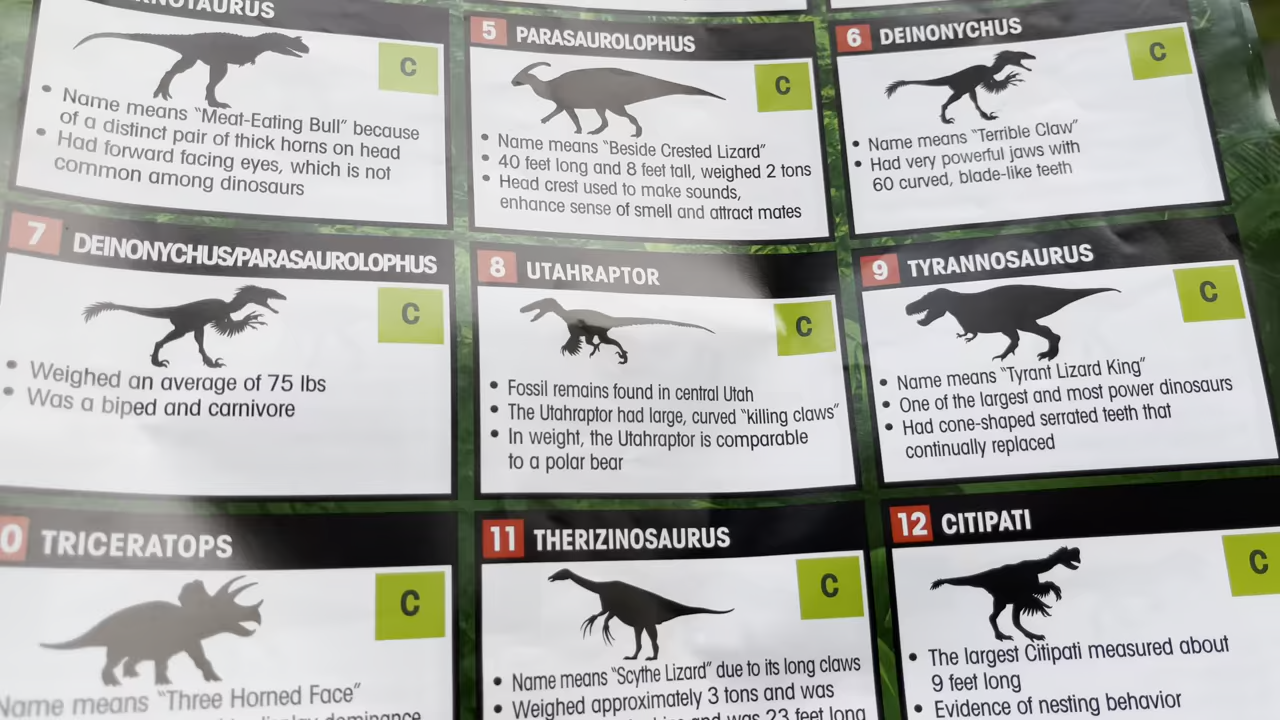 5 PARASAUROLOPHUS
C
Name means "Meat-Eating Bull" because
of a distinct pair of thick horns on head
Had forward facing eyes, which is not
common among dinosaurs
C
Name means "Beside Crested Lizard"
40 feet long and 8 feet tall, weighed 2 tons
Head crest used to make sounds,
enhance sense of smell and attract mates
6 DEINONYCHUS
C
Name means "Terrible Claw"
Had very powerful jaws with
60 curved, blade-like teeth
7 DEINONYCHUS/PARASAUROLOPHUS
C
Weighed an average of 75 lbs
Was a biped and carnivore
8 UTAHRAPTOR
C
Fossil remains found in central Utah
The Utahraptor had large, curved "killing claws"
In weight, the Utahraptor is comparable
to a polar bear
9 TYRANNOSAURUS
C
Name means "Tyrant Lizard King"
One of the largest and most power dinosaurs
Had cone-shaped serrated teeth that
continually replaced
0 TRICERATOPS
C
Name means "Three Horned Face"
display dominance
11 THERIZINOSAURUS
C
Name means "Scythe Lizard" due to its long claws
Weighed approximately 3 tons and was
and was 23 feet long
12 CITIPATI
C
The largest Citipati measured about
9 feet long
Evidence of nesting behavior